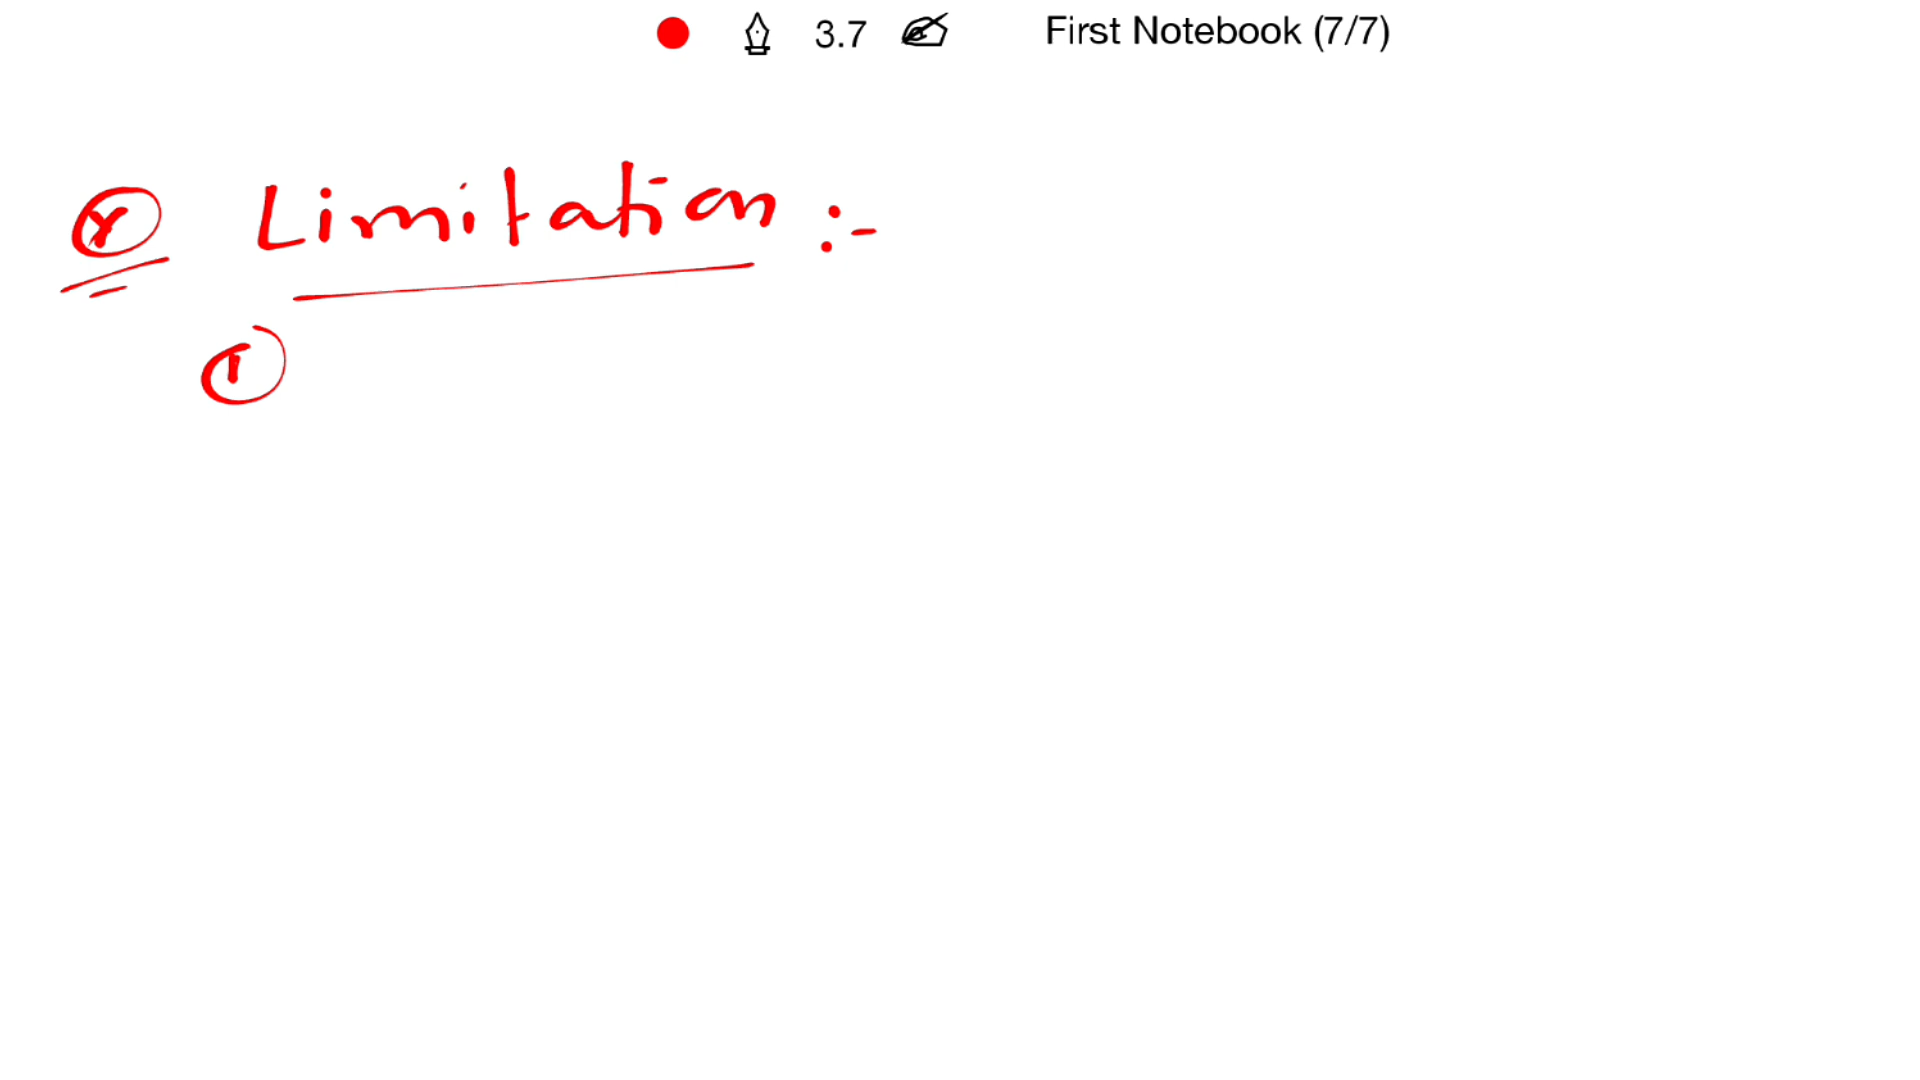 3.7 First Notebook (7/7)
Limitation :-
①